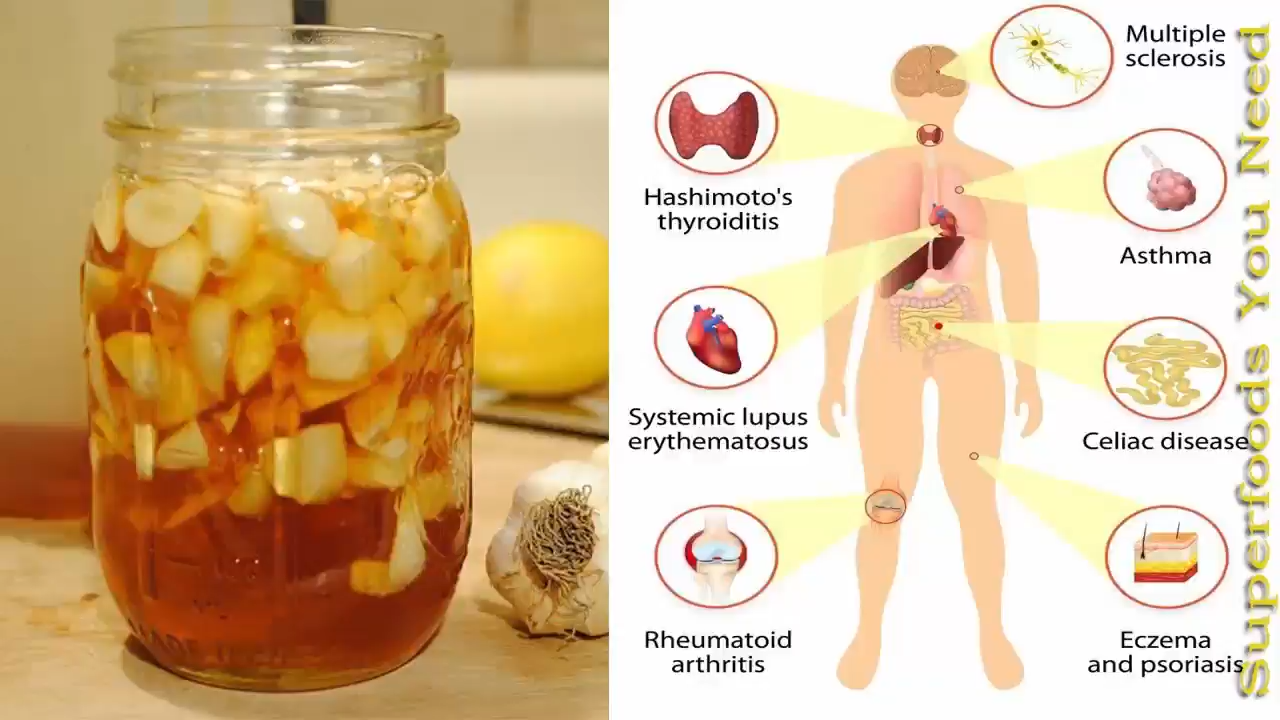 Multiple
sclerosis
Hashimoto's
thyroiditis
Asthma
Systemic lupus
erythematosus
Celiac disease
Rheumatoid
arthritis
Eczema
and psoriasis
Superfoods You Need